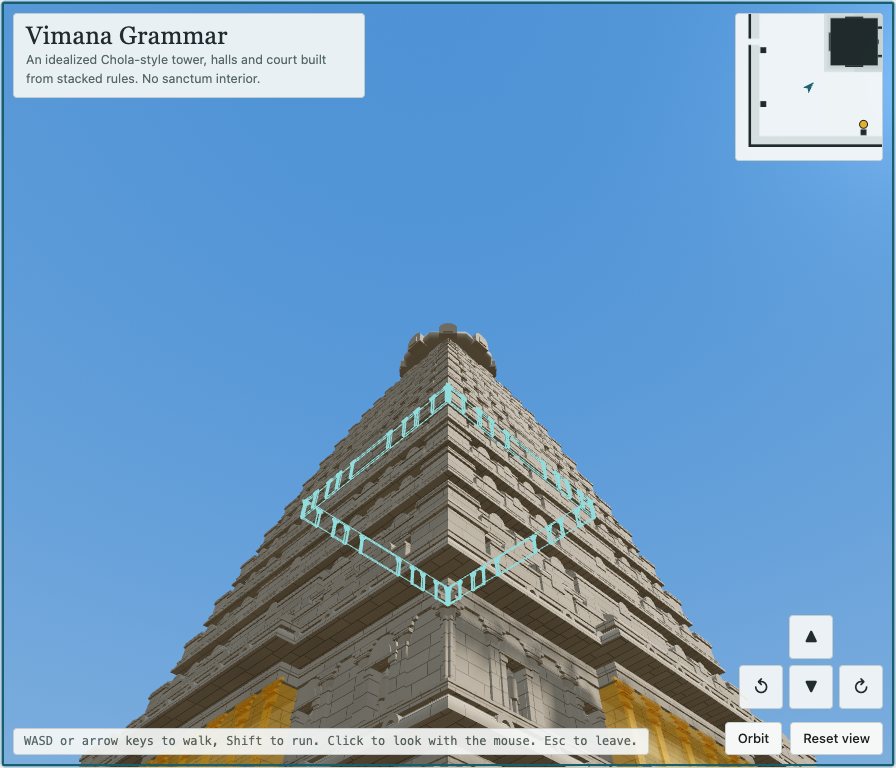 Vimana Grammar
An idealized Chola-style tower, halls and court built
from stacked rules. No sanctum interior.
WASD or arrow keys to walk, Shift to run. Click to look with the mouse. Esc to leave.
Orbit
Reset view